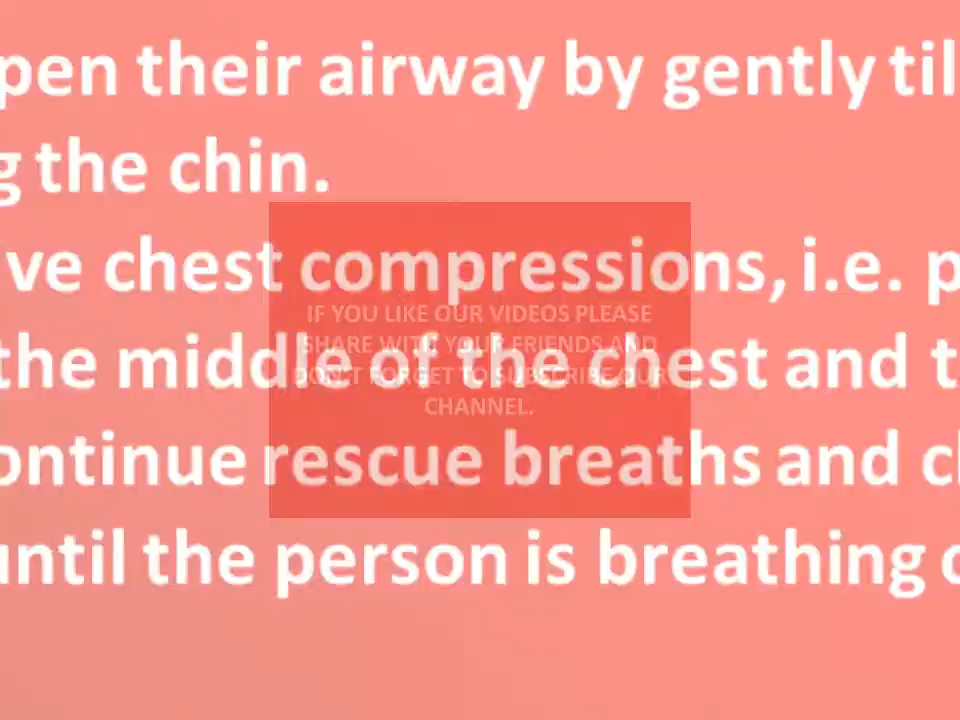 pen their airway by gently til
g the chin.
ve chest compressions, i.e. p
the middle of the chest and t
ontinue rescue breaths and c
until the person is breathing
IF YOU LIKE OUR VIDEOS PLEASE
SHARE WITH YOUR FRIENDS AND
DON'T FORGET TO SUBSCRIBE OUR
CHANNEL.